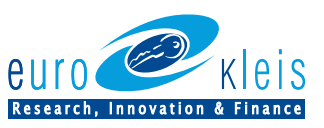 euro Kleis
Research, Innovation & Finance